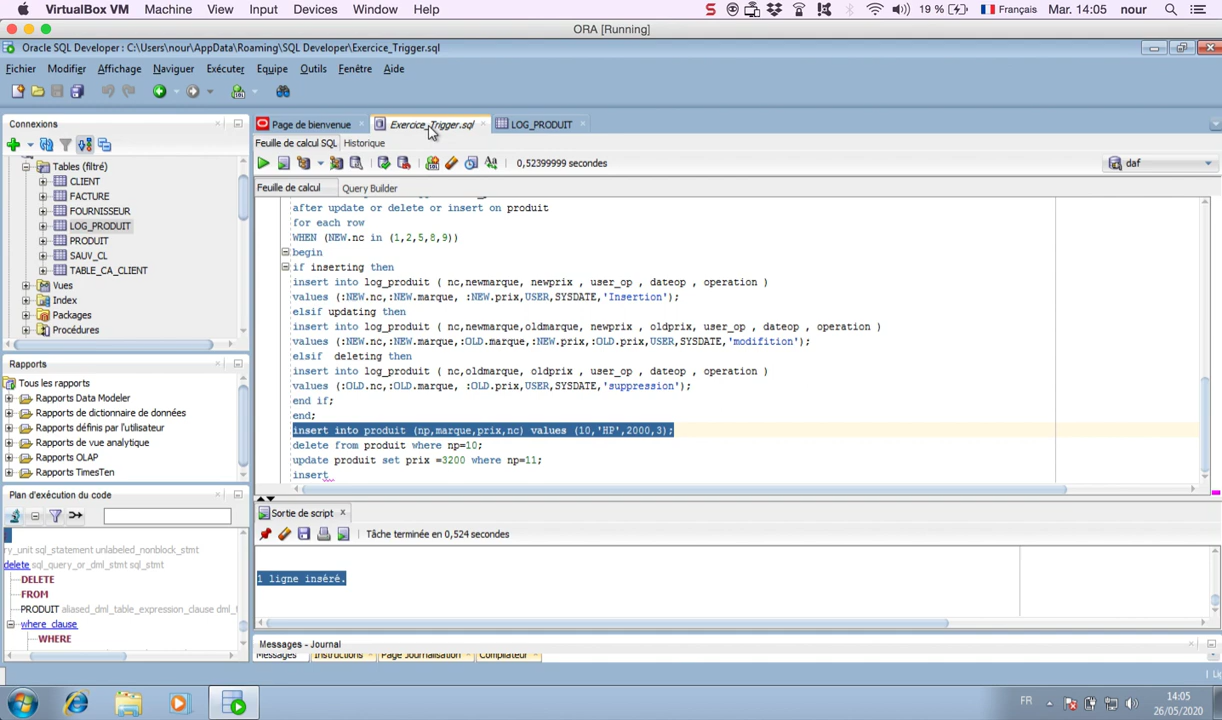 VirtualBox VM Machine View Input Devices Window Help 19 % Français Mar. 14:05 nour
ORA [Running]
Oracle SQL Developer : C:\Users\nour\AppData\Roaming\SQL Developer\Exercice_Trigger.sql
Fichier Modifier Affichage Naviguer Exécuter Equipe Outils Fenêtre Aide
Connexions
Page de bienvenue Exercice_Trigger.sql LOG_PRODUIT
Feuille de calcul SQL Historique
0,52399999 secondes
daf
Feuille de calcul Query Builder
Tables (filtré)
CLIENT
FACTURE
FOURNISSEUR
LOG_PRODUIT
PRODUIT
SAUV_CL
TABLE_CA_CLIENT
Vues
Index
Packages
Procédures
after update or delete or insert on produit
for each row
WHEN (NEW.nc in (1,2,5,8,9))
begin
if inserting then
insert into log_produit ( nc,newmarque, newprix , user_op , dateop , operation )
values (:NEW.nc,:NEW.marque, :NEW.prix,USER,SYSDATE,'Insertion');
elsif updating then
insert into log_produit ( nc,newmarque,oldmarque, newprix , oldprix, user_op , dateop , operation )
values (:NEW.nc,:NEW.marque,:OLD.marque,:NEW.prix,:OLD.prix,USER,SYSDATE,'modifition');
elsif  deleting then
insert into log_produit ( nc,oldmarque, oldprix , user_op , dateop , operation )
values (:OLD.nc,:OLD.marque, :OLD.prix,USER,SYSDATE,'suppression');
end if;
end;
insert into produit (np,marque,prix,nc) values (10,'HP',2000,3);
delete from produit where np=10;
update produit set prix =3200 where np=11;
insert
Rapports
Tous les rapports
Rapports Data Modeler
Rapports de dictionnaire de données
Rapports définis par l'utilisateur
Rapports de vue analytique
Rapports OLAP
Rapports TimesTen
Plan d'exécution du code
ry_unit sql_statement unlabeled_nonblock_stmt
delete sql_query_or_dml_stmt sql_stmt
DELETE
FROM
PRODUIT aliased_dml_table_expression_clause dml_t
where_clause
WHERE
Sortie de script
Tâche terminée en 0,524 secondes
1 ligne inséré.
Messages - Journal
Messages Instructions Page Journalisation Compilateur
FR
14:05
26/05/2020